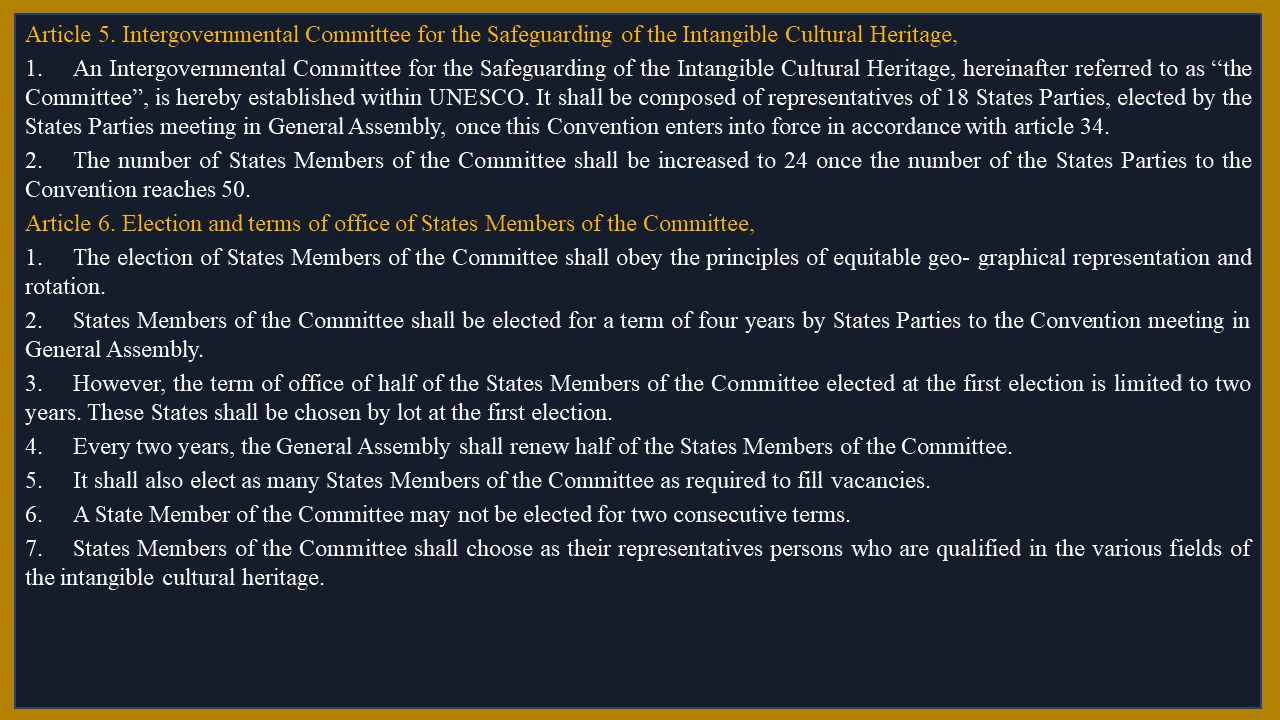 Article 5. Intergovernmental Committee for the Safeguarding of the Intangible Cultural Heritage,
1. An Intergovernmental Committee for the Safeguarding of the Intangible Cultural Heritage, hereinafter referred to as “the
Committee”, is hereby established within UNESCO. It shall be composed of representatives of 18 States Parties, elected by the
States Parties meeting in General Assembly, once this Convention enters into force in accordance with article 34.
2. The number of States Members of the Committee shall be increased to 24 once the number of the States Parties to the
Convention reaches 50.
Article 6. Election and terms of office of States Members of the Committee,
1. The election of States Members of the Committee shall obey the principles of equitable geo- graphical representation and
rotation.
2. States Members of the Committee shall be elected for a term of four years by States Parties to the Convention meeting in
General Assembly.
3. However, the term of office of half of the States Members of the Committee elected at the first election is limited to two
years. These States shall be chosen by lot at the first election.
4. Every two years, the General Assembly shall renew half of the States Members of the Committee.
5. It shall also elect as many States Members of the Committee as required to fill vacancies.
6. A State Member of the Committee may not be elected for two consecutive terms.
7. States Members of the Committee shall choose as their representatives persons who are qualified in the various fields of
the intangible cultural heritage.